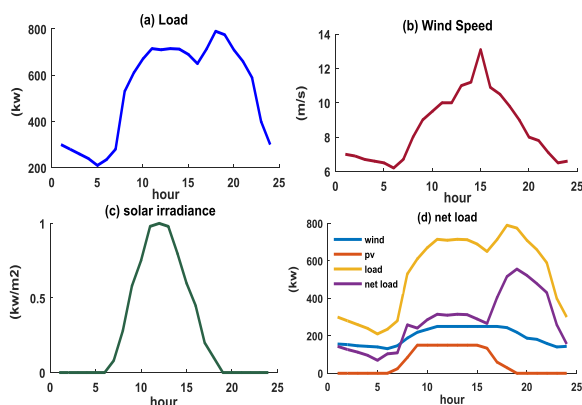 (a) Load
(kw)
800
600
400
200
0
5
10
15
20
25
hour
(b) Wind Speed
(m/s)
14
12
10
8
6
0
5
10
15
20
25
hour
(c) solar irradiance
(kw/m2)
1
0.5
0
0
5
10
15
20
25
hour
(d) net load
(kw)
800
600
400
200
0
wind
pv
load
net load
0
5
10
15
20
25
hour